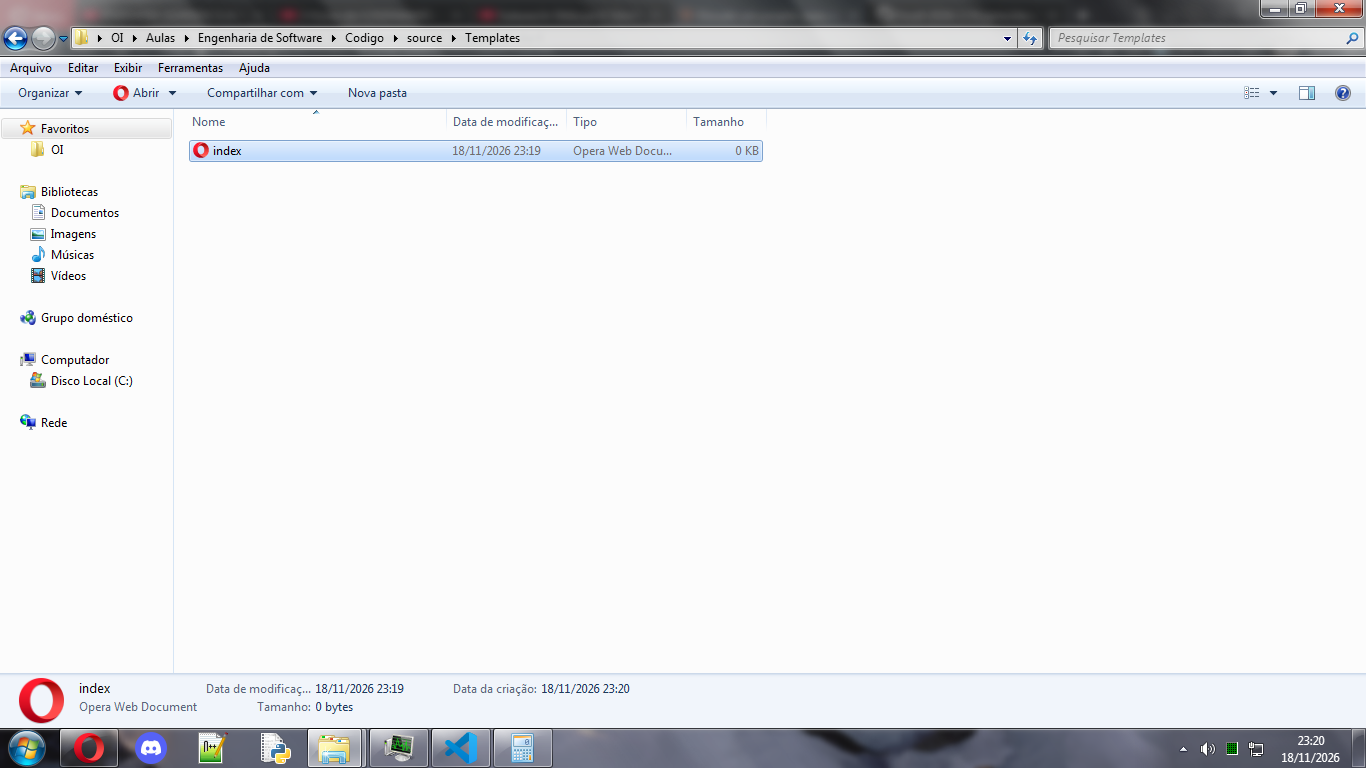 OI Aulas Engenharia de Software Codigo source Templates
Pesquisar Templates
Arquivo Editar Exibir Ferramentas Ajuda
Organizar Abrir Compartilhar com Nova pasta
Nome Data de modificaç... Tipo Tamanho
index 18/11/2026 23:19 Opera Web Docu... 0 KB
Favoritos
OI
Bibliotecas
Documentos
Imagens
Músicas
Vídeos
Grupo doméstico
Computador
Disco Local (C:)
Rede
index Data de modificaç... 18/11/2026 23:19 Data da criação: 18/11/2026 23:20
Opera Web Document Tamanho: 0 bytes
23:20
18/11/2026